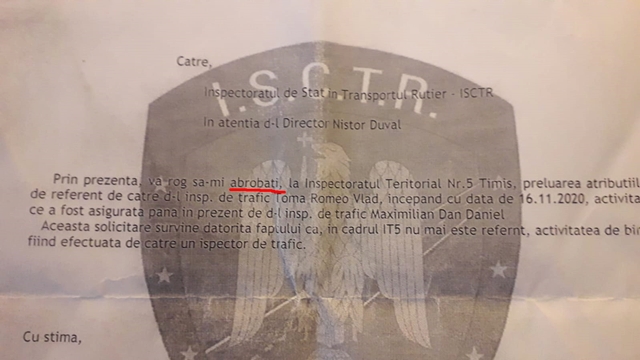 Catre,
I.S.C.T.R.
Inspectoratul de Stat in Transportul Rutier - ISCTR
In atentia d-l Director Nistor Duval
Prin prezenta, va rog sa-mi abrobati, la Inspectoratul Teritorial Nr.5 Timis, preluarea atributiil
de referent de catre d-l insp. de trafic Toma Romeo Vlad, incepand cu data de 16.11.2020, activita
ce a fost asigurata pana in prezent de d-l insp. de trafic Maximilian Dan Daniel
Aceasta solicitare survine datorita faptului ca, in cadrul IT5 nu mai este refernt, activitatea de bir
fiind efectuata de catre un ispector de trafic.
Cu stima,